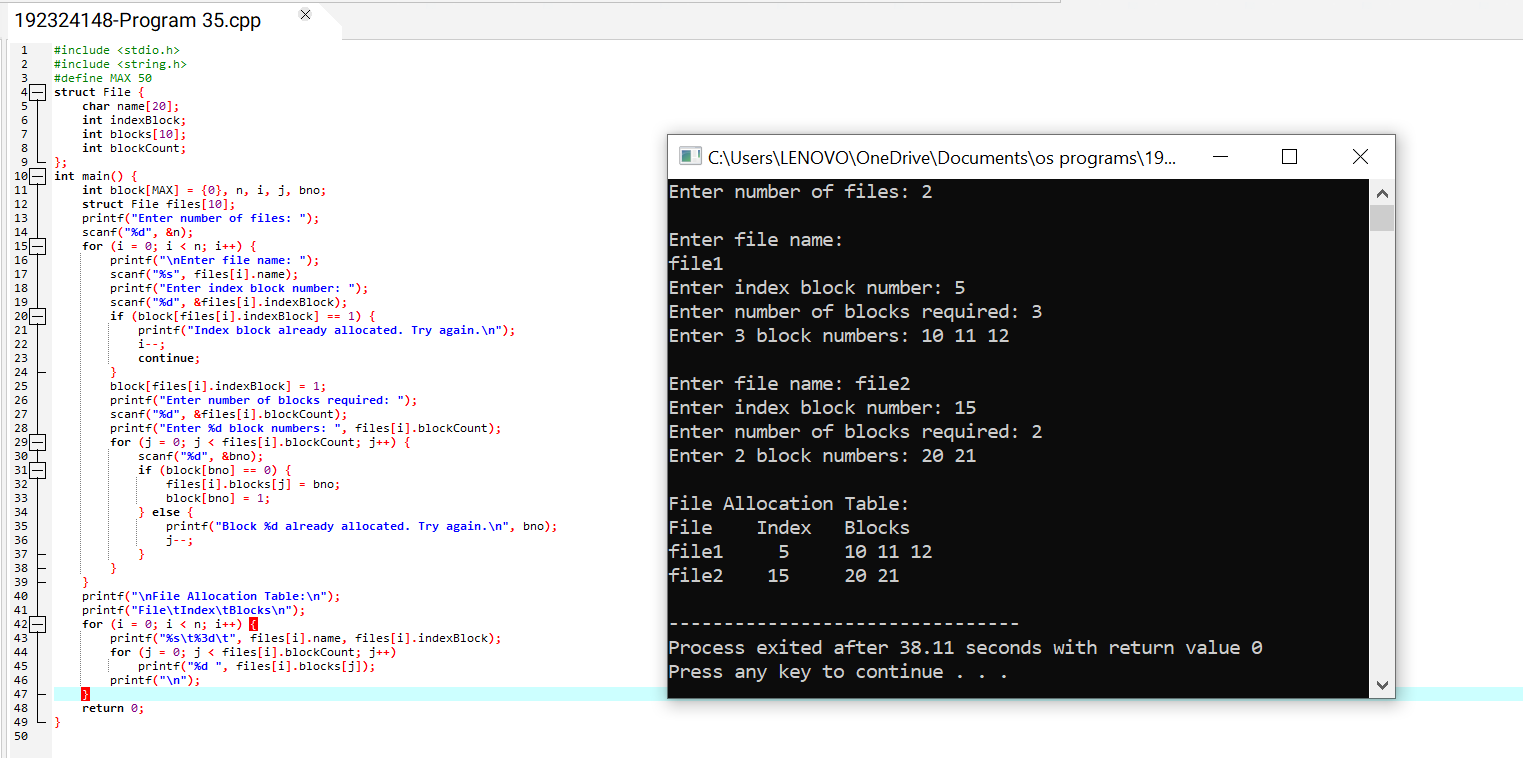 192324148-Program 35.cpp
1 #include <stdio.h>
2 #include <string.h>
3 #define MAX 50
4 struct File {
5     char name[20];
6     int indexBlock;
7     int blocks[10];
8     int blockCount;
9 };
10 int main() {
11     int block[MAX] = {0}, n, i, j, bno;
12     struct File files[10];
13     printf("Enter number of files: ");
14     scanf("%d", &n);
15     for (i = 0; i < n; i++) {
16         printf("\nEnter file name: ");
17         scanf("%s", files[i].name);
18         printf("Enter index block number: ");
19         scanf("%d", &files[i].indexBlock);
20         if (block[files[i].indexBlock] == 1) {
21             printf("Index block already allocated. Try again.\n");
22             i--;
23             continue;
24         }
25         block[files[i].indexBlock] = 1;
26         printf("Enter number of blocks required: ");
27         scanf("%d", &files[i].blockCount);
28         printf("Enter %d block numbers: ", files[i].blockCount);
29         for (j = 0; j < files[i].blockCount; j++) {
30             scanf("%d", &bno);
31             if (block[bno] == 0) {
32                 files[i].blocks[j] = bno;
33                 block[bno] = 1;
34             } else {
35                 printf("Block %d already allocated. Try again.\n", bno);
36                 j--;
37             }
38         }
39     }
40     printf("\nFile Allocation Table:\n");
41     printf("File\tIndex\tBlocks\n");
42     for (i = 0; i < n; i++) {
43         printf("%s\t%3d\t", files[i].name, files[i].indexBlock);
44         for (j = 0; j < files[i].blockCount; j++)
45             printf("%d ", files[i].blocks[j]);
46         printf("\n");
47     }
48     return 0;
49 }
50
C:\Users\LENOVO\OneDrive\Documents\os programs\19...
Enter number of files: 2
Enter file name:
file1
Enter index block number: 5
Enter number of blocks required: 3
Enter 3 block numbers: 10 11 12
Enter file name: file2
Enter index block number: 15
Enter number of blocks required: 2
Enter 2 block numbers: 20 21
File Allocation Table:
File    Index   Blocks
file1     5     10 11 12
file2    15     20 21
--------------------------------
Process exited after 38.11 seconds with return value 0
Press any key to continue . . .